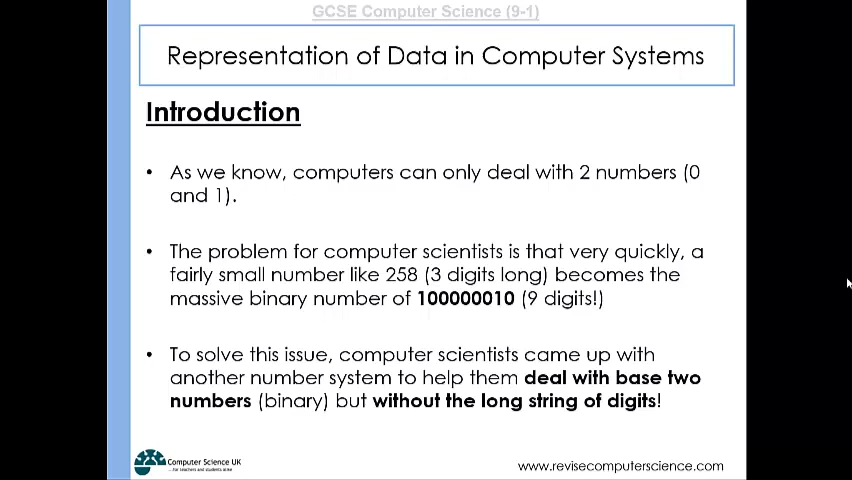 GCSE Computer Science (9-1)
Representation of Data in Computer Systems
Introduction
• As we know, computers can only deal with 2 numbers (0
and 1).
• The problem for computer scientists is that very quickly, a
fairly small number like 258 (3 digits long) becomes the
massive binary number of 100000010 (9 digits!)
• To solve this issue, computer scientists came up with
another number system to help them deal with base two
numbers (binary) but without the long string of digits!
Computer Science UK
...for teachers and students alike
www.revisecomputerscience.com